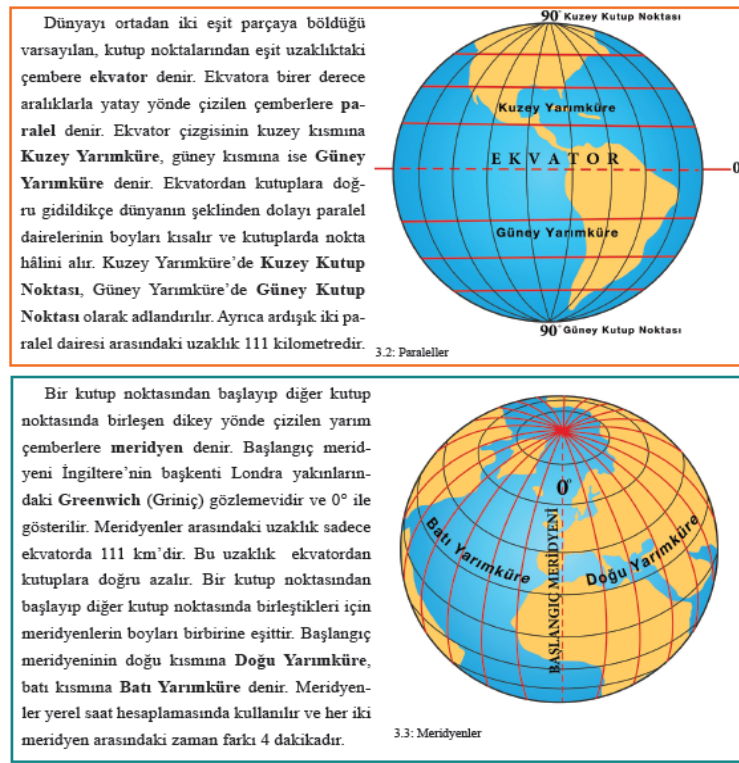 Dünyayı ortadan iki eşit parçaya böldüğü
varsayılan, kutup noktalarından eşit uzaklıktaki
çembere ekvator denir. Ekvatora birer derece
aralıklarla yatay yönde çizilen çemberlere pa-
ralel denir. Ekvator çizgisinin kuzey kısmına
Kuzey Yarımküre, güney kısmına ise Güney
Yarımküre denir. Ekvatordan kutuplara doğ-
ru gidildikçe dünyanın şeklinden dolayı paralel
dairelerinin boyları kısalır ve kutuplarda nokta
hâlini alır. Kuzey Yarımküre’de Kuzey Kutup
Noktası, Güney Yarımküre’de Güney Kutup
Noktası olarak adlandırılır. Ayrıca ardışık iki pa-
ralel dairesi arasındaki uzaklık 111 kilometredir.
90° Kuzey Kutup Noktası
Kuzey Yarımküre
EKVATOR
0
Güney Yarımküre
90° Güney Kutup Noktası
3.2: Paraleller
Bir kutup noktasından başlayıp diğer kutup
noktasında birleşen dikey yönde çizilen yarım
çemberlere meridyen denir. Başlangıç merid-
yeni İngiltere’nin başkenti Londra yakınların-
daki Greenwich (Griniç) gözlemevidir ve 0° ile
gösterilir. Meridyenler arasındaki uzaklık sadece
ekvatorda 111 km’dir. Bu uzaklık ekvatordan
kutuplara doğru azalır. Bir kutup noktasından
başlayıp diğer kutup noktasında birleştikleri için
meridyenlerin boyları birbirine eşittir. Başlangıç
meridyeninin doğu kısmına Doğu Yarımküre,
batı kısmına Batı Yarımküre denir. Meridyen-
ler yerel saat hesaplamasında kullanılır ve her iki
meridyen arasındaki zaman farkı 4 dakikadır.
0°
Batı Yarımküre
BAŞLANGIÇ MERİDYENİ
Doğu Yarımküre
3.3: Meridyenler